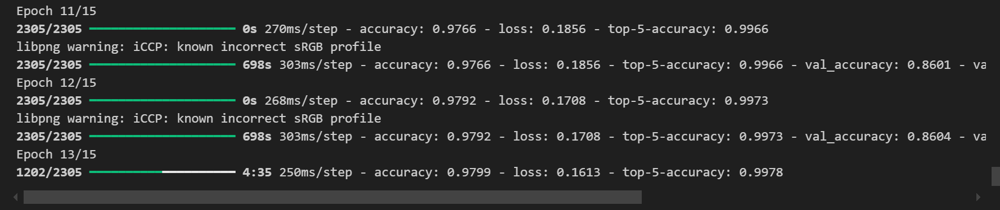 Epoch 11/15
2305/2305 0s 270ms/step - accuracy: 0.9766 - loss: 0.1856 - top-5-accuracy: 0.9966
libpng warning: iCCP: known incorrect sRGB profile
2305/2305 698s 303ms/step - accuracy: 0.9766 - loss: 0.1856 - top-5-accuracy: 0.9966 - val_accuracy: 0.8601 - va
Epoch 12/15
2305/2305 0s 268ms/step - accuracy: 0.9792 - loss: 0.1708 - top-5-accuracy: 0.9973
libpng warning: iCCP: known incorrect sRGB profile
2305/2305 698s 303ms/step - accuracy: 0.9792 - loss: 0.1708 - top-5-accuracy: 0.9973 - val_accuracy: 0.8604 - va
Epoch 13/15
1202/2305 4:35 250ms/step - accuracy: 0.9799 - loss: 0.1613 - top-5-accuracy: 0.9978